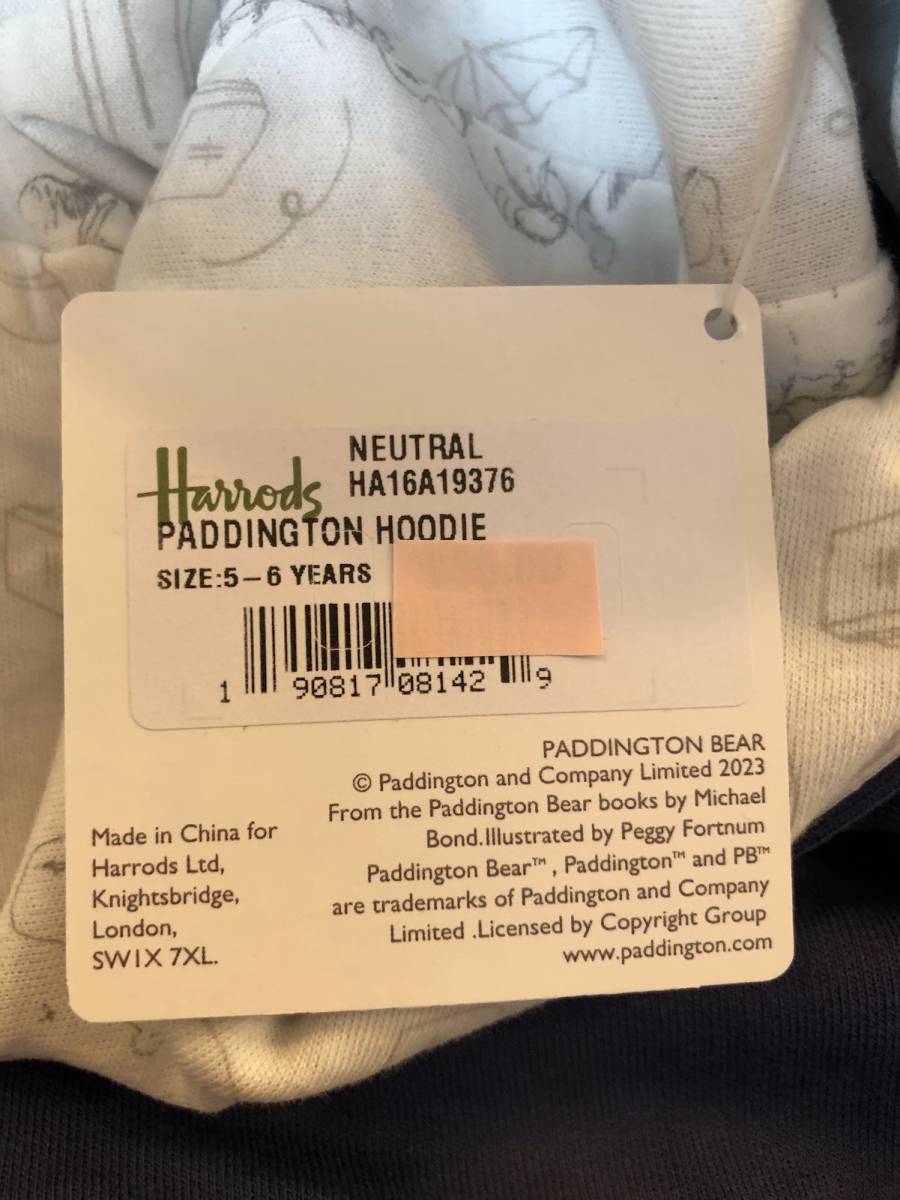 NEUTRAL
Harrods HA16A19376
PADDINGTON HOODIE
SIZE:5-6 YEARS
1 90817 08142 9
PADDINGTON BEAR
© Paddington and Company Limited 2023
From the Paddington Bear books by Michael
Bond.Illustrated by Peggy Fortnum
Paddington Bear™ , Paddington™ and PB™
are trademarks of Paddington and Company
Limited .Licensed by Copyright Group
www.paddington.com
Made in China for
Harrods Ltd,
Knightsbridge,
London,
SW1X 7XL.